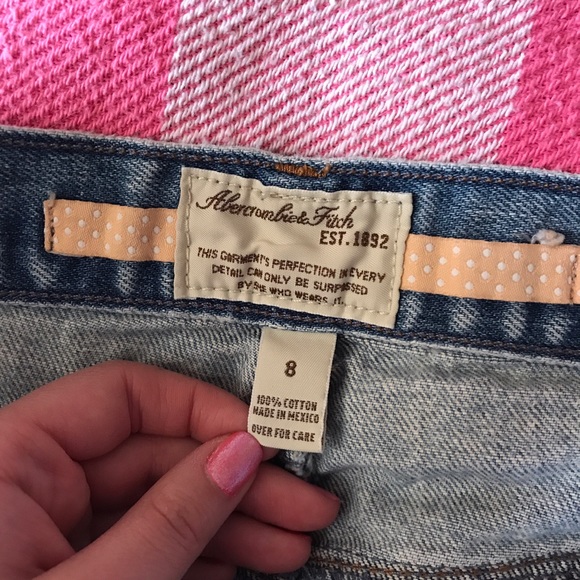 Abercrombie & Fitch
EST. 1892
THIS GARMENT'S PERFECTION IN EVERY
DETAIL CAN ONLY BE SURPASSED
BY SHE WHO WEARS IT.
8
100% COTTON
MADE IN MEXICO
OVER FOR CARE